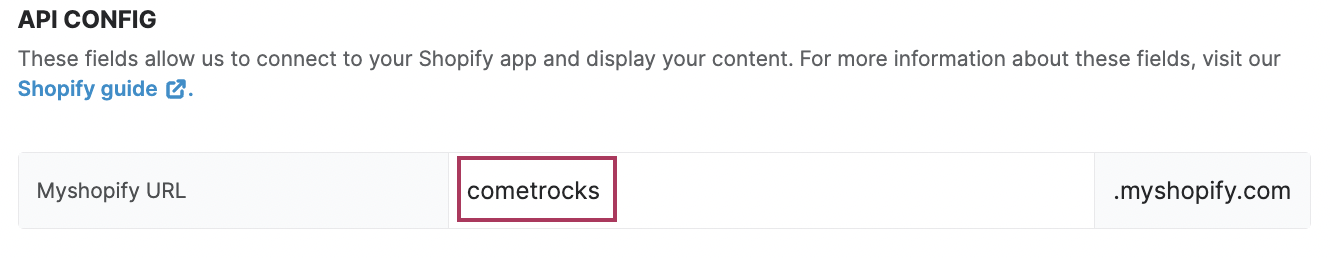 API CONFIG
These fields allow us to connect to your Shopify app and display your content. For more information about these fields, visit our
Shopify guide.
Myshopify URL
cometrocks
.myshopify.com